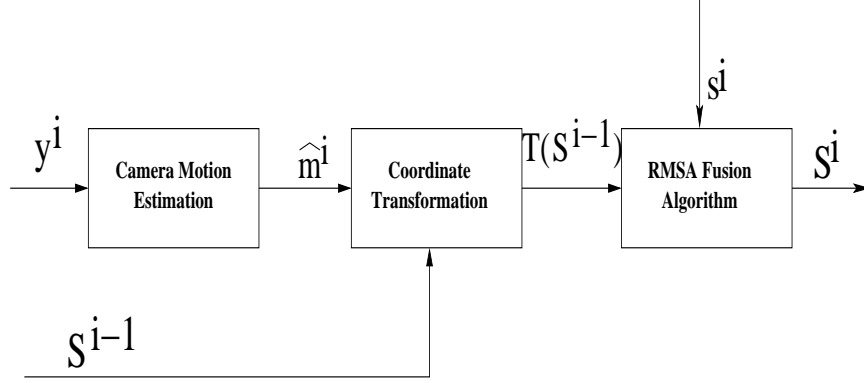 s^i
y^i
Camera Motion
Estimation
m̂^i
Coordinate
Transformation
T(S^{i−1})
RMSA Fusion
Algorithm
S^i
S^{i−1}